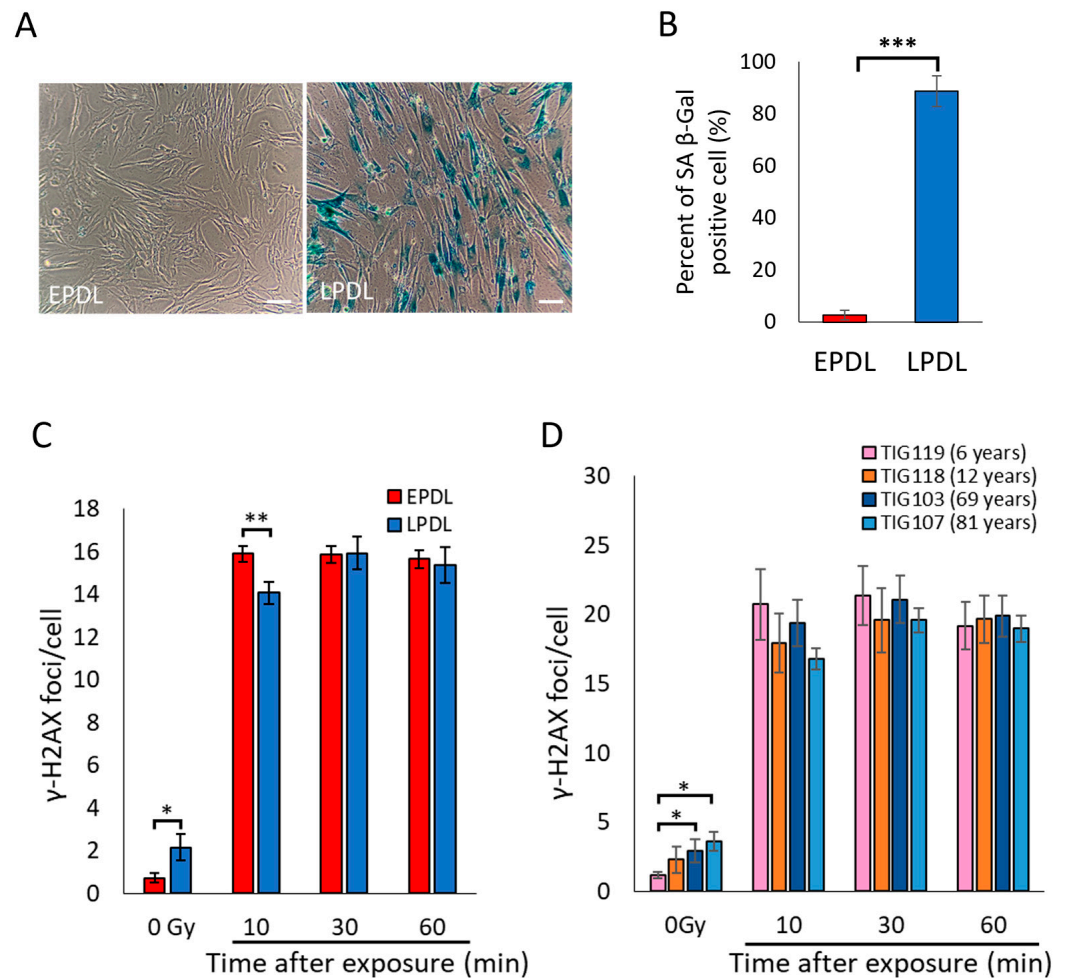 A
EPDL
LPDL
B
***
Percent of SA β-Gal
positive cell (%)
100
80
60
40
20
0
EPDL
LPDL
C
EPDL
LPDL
γ-H2AX foci/cell
18
16
14
12
10
8
6
4
2
0
*
**
0 Gy
10
30
60
Time after exposure (min)
D
TIG119 (6 years)
TIG118 (12 years)
TIG103 (69 years)
TIG107 (81 years)
γ-H2AX foci/cell
30
25
20
15
10
5
0
*
*
0Gy
10
30
60
Time after exposure (min)